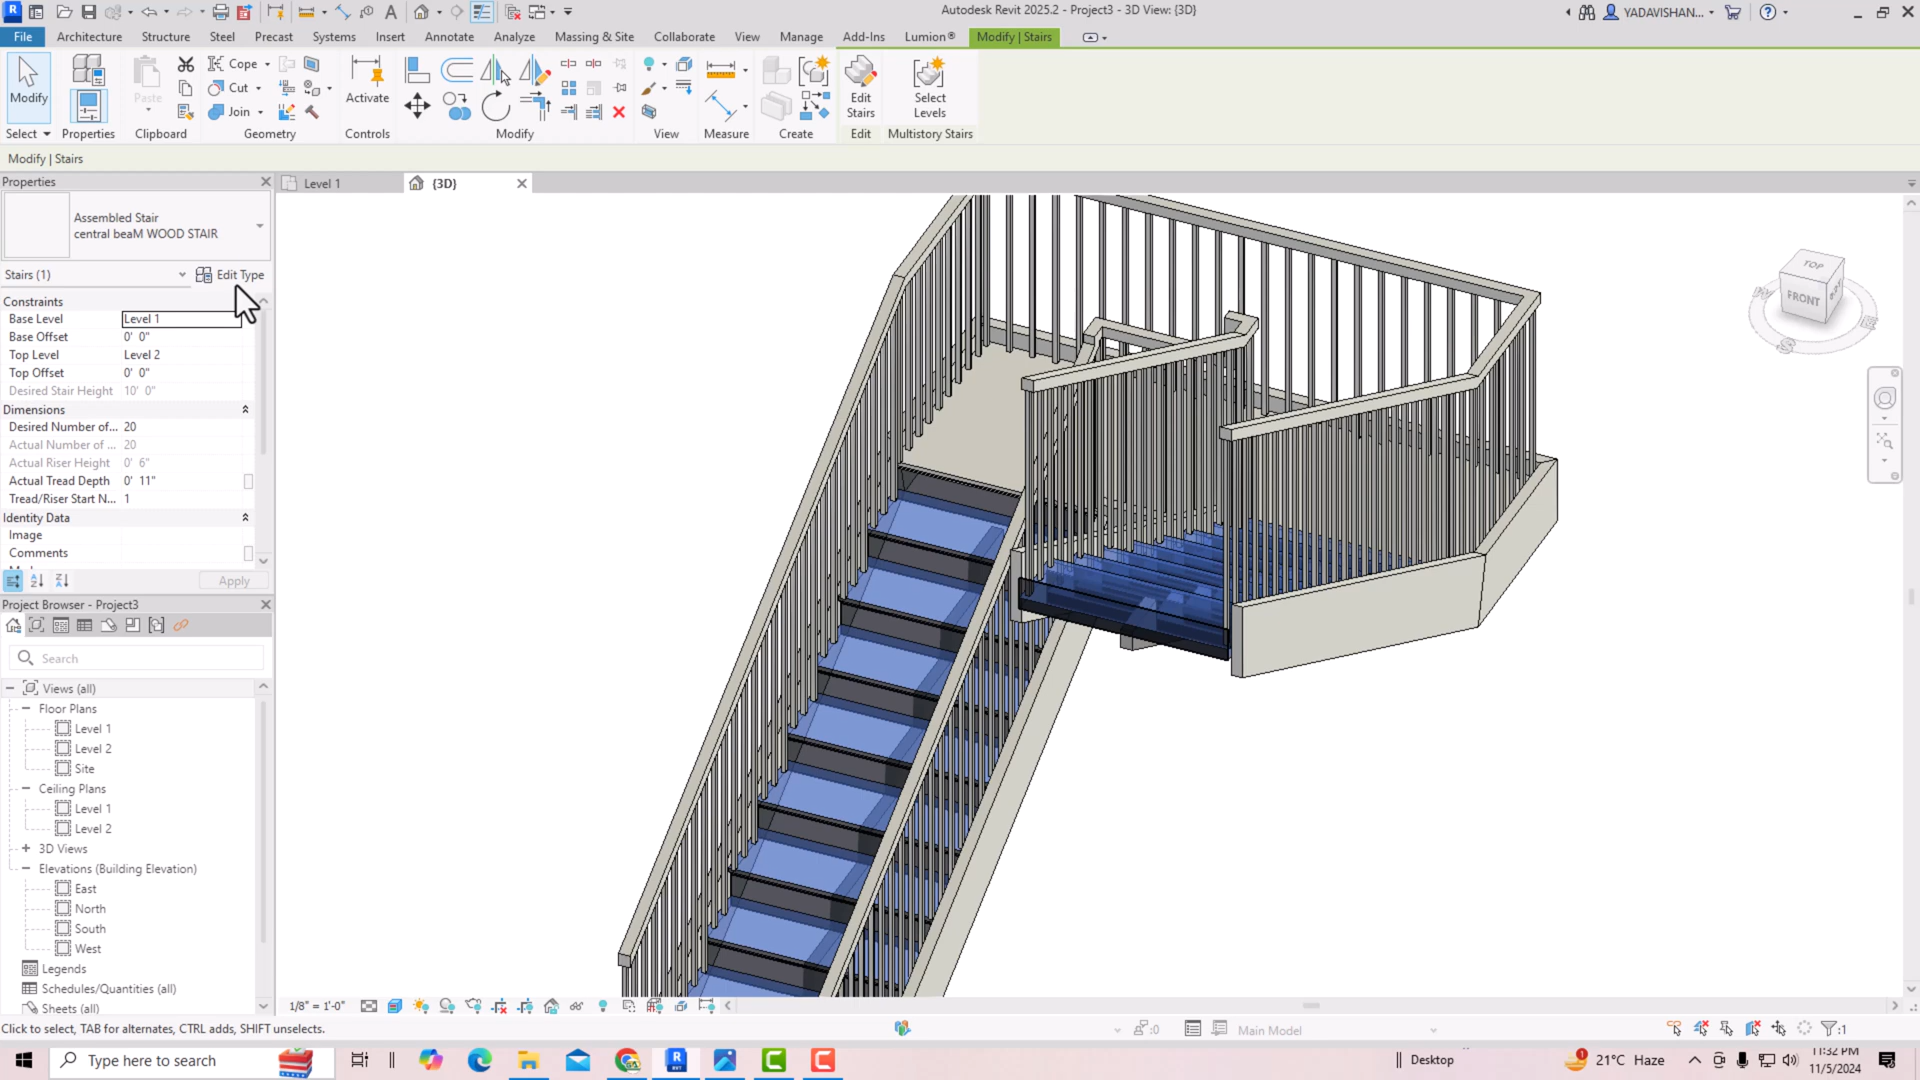 Autodesk Revit 2025.2 - Project3 - 3D View: {3D}
YADAVISHAN...
File Architecture Structure Steel Precast Systems Insert Annotate Analyze Massing & Site Collaborate View Manage Add-Ins Lumion® Modify | Stairs
Modify
Paste
Cope
Cut
Join
Activate
Edit Stairs
Select Levels
Select Properties Clipboard Geometry Controls Modify View Measure Create Edit Multistory Stairs
Modify | Stairs
Properties
Level 1
{3D}
Assembled Stair
central beaM WOOD STAIR
Stairs (1)
Edit Type
Constraints
Base Level Level 1
Base Offset 0' 0"
Top Level Level 2
Top Offset 0' 0"
Desired Stair Height 10' 0"
Dimensions
Desired Number of... 20
Actual Number of ... 20
Actual Riser Height 0' 6"
Actual Tread Depth 0' 11"
Tread/Riser Start N... 1
Identity Data
Image
Comments
Apply
TOP
FRONT
W
S
E
Project Browser - Project3
Search
Views (all)
Floor Plans
Level 1
Level 2
Site
Ceiling Plans
Level 1
Level 2
3D Views
Elevations (Building Elevation)
East
North
South
West
Legends
Schedules/Quantities (all)
Sheets (all)
1/8" = 1'-0"
Click to select, TAB for alternates, CTRL adds, SHIFT unselects.
:0
Main Model
:1
Type here to search
Desktop
1
21°C Haze
11:32 PM
11/5/2024